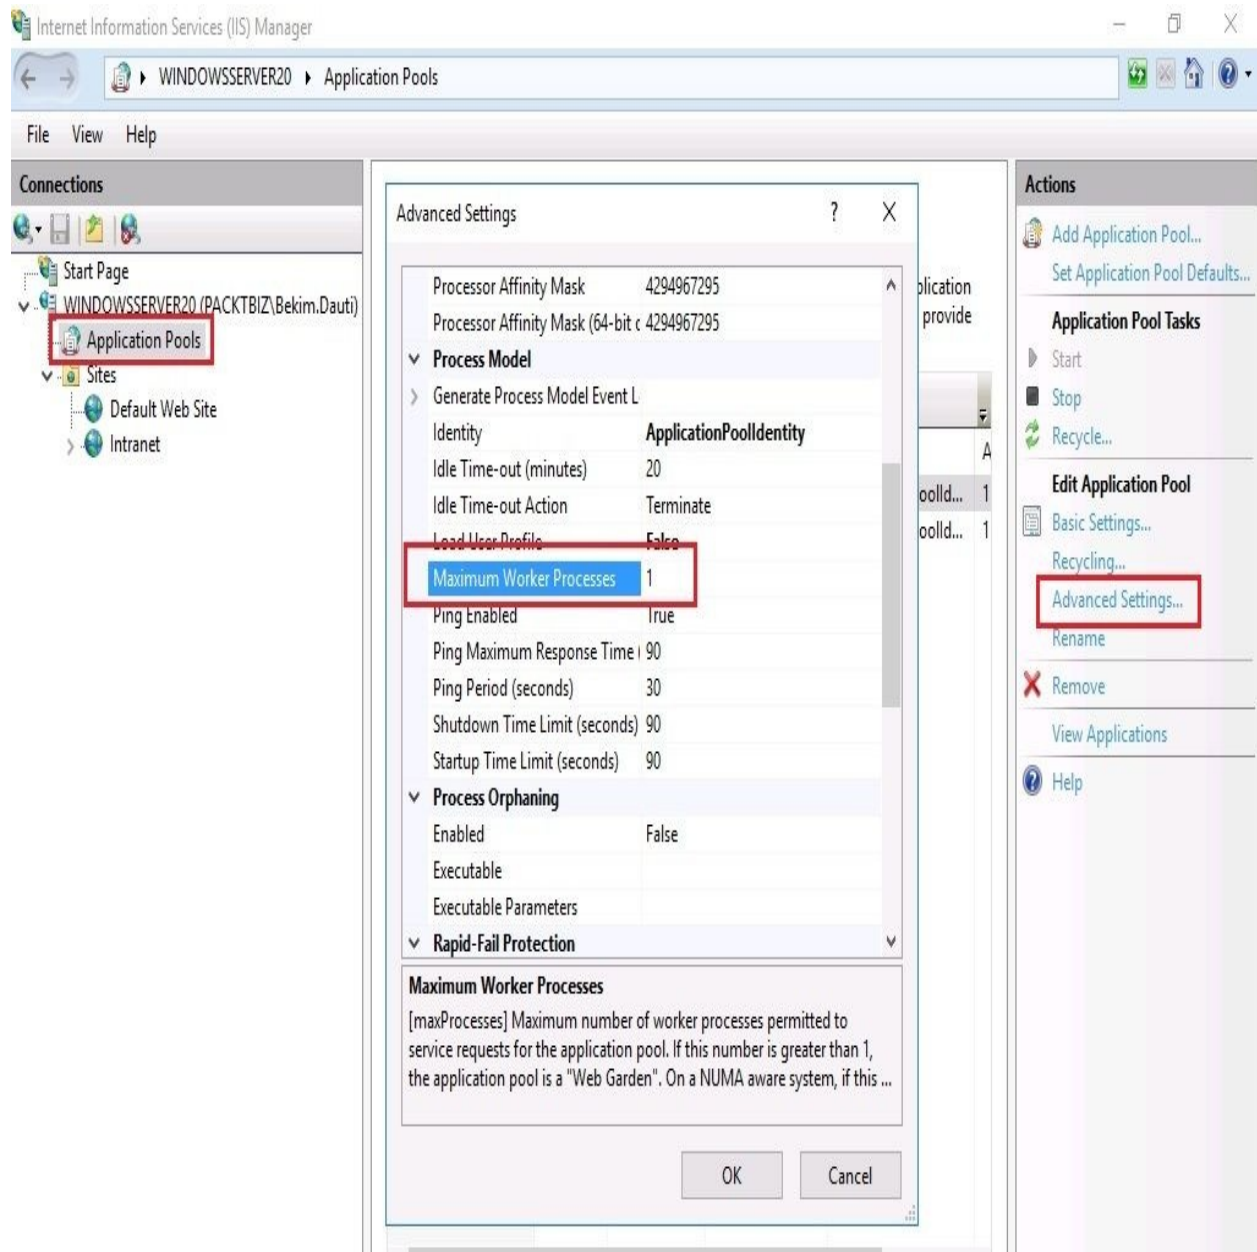 Internet Information Services (IIS) Manager
WINDOWSSERVER20 Application Pools
File View Help
Connections
Start Page
WINDOWSSERVER20 (PACKTBIZ\Bekim.Dauti)
Application Pools
Sites
Default Web Site
Intranet
Advanced Settings ? X
Processor Affinity Mask 4294967295
Processor Affinity Mask (64-bit c 4294967295
Process Model
Generate Process Model Event L
Identity ApplicationPoolIdentity
Idle Time-out (minutes) 20
Idle Time-out Action Terminate
Load User Profile False
Maximum Worker Processes 1
Ping Enabled True
Ping Maximum Response Time ( 90
Ping Period (seconds) 30
Shutdown Time Limit (seconds) 90
Startup Time Limit (seconds) 90
Process Orphaning
Enabled False
Executable
Executable Parameters
Rapid-Fail Protection
Maximum Worker Processes
[maxProcesses] Maximum number of worker processes permitted to
service requests for the application pool. If this number is greater than 1,
the application pool is a "Web Garden". On a NUMA aware system, if this ...
OK Cancel
plication
provide
A
oolId... 1
oolId... 1
Actions
Add Application Pool...
Set Application Pool Defaults...
Application Pool Tasks
Start
Stop
Recycle...
Edit Application Pool
Basic Settings...
Recycling...
Advanced Settings...
Rename
Remove
View Applications
Help